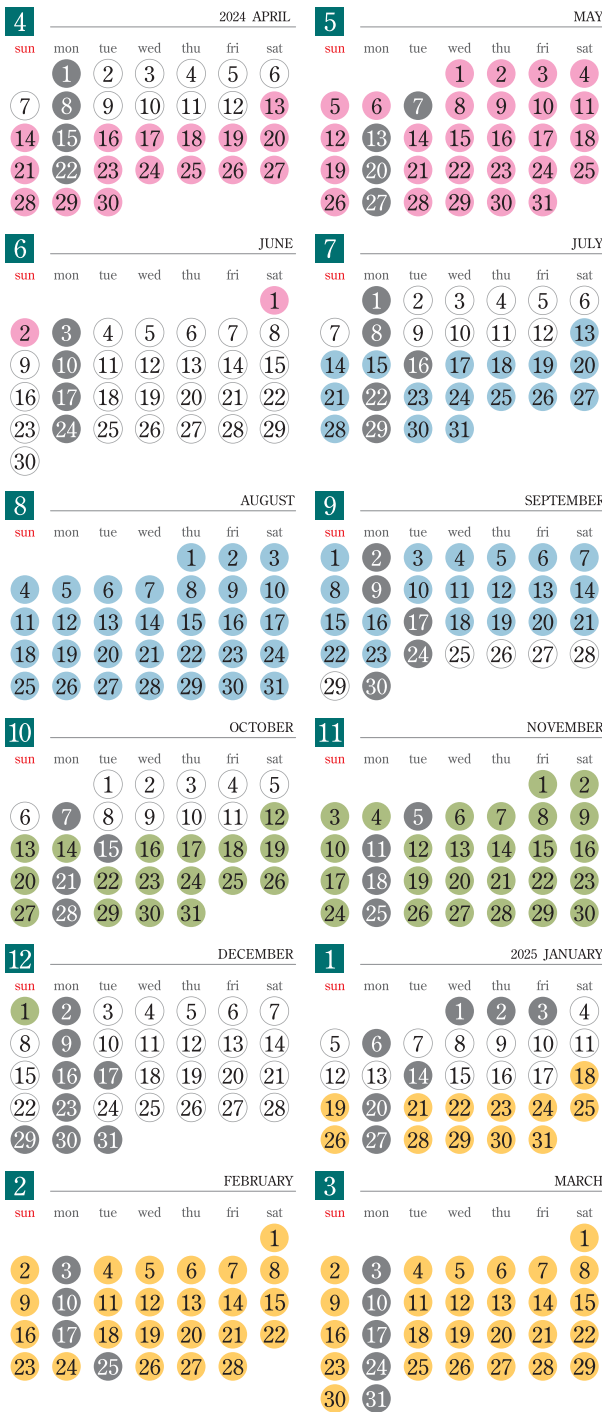 4 2024 APRIL
sun mon tue wed thu fri sat
1 2 3 4 5 6
7 8 9 10 11 12 13
14 15 16 17 18 19 20
21 22 23 24 25 26 27
28 29 30
5 MAY
sun mon tue wed thu fri sat
1 2 3 4
5 6 7 8 9 10 11
12 13 14 15 16 17 18
19 20 21 22 23 24 25
26 27 28 29 30 31
6 JUNE
sun mon tue wed thu fri sat
1
2 3 4 5 6 7 8
9 10 11 12 13 14 15
16 17 18 19 20 21 22
23 24 25 26 27 28 29
30
7 JULY
sun mon tue wed thu fri sat
1 2 3 4 5 6
7 8 9 10 11 12 13
14 15 16 17 18 19 20
21 22 23 24 25 26 27
28 29 30 31
8 AUGUST
sun mon tue wed thu fri sat
1 2 3
4 5 6 7 8 9 10
11 12 13 14 15 16 17
18 19 20 21 22 23 24
25 26 27 28 29 30 31
9 SEPTEMBER
sun mon tue wed thu fri sat
1 2 3 4 5 6 7
8 9 10 11 12 13 14
15 16 17 18 19 20 21
22 23 24 25 26 27 28
29 30
10 OCTOBER
sun mon tue wed thu fri sat
1 2 3 4 5
6 7 8 9 10 11 12
13 14 15 16 17 18 19
20 21 22 23 24 25 26
27 28 29 30 31
11 NOVEMBER
sun mon tue wed thu fri sat
1 2
3 4 5 6 7 8 9
10 11 12 13 14 15 16
17 18 19 20 21 22 23
24 25 26 27 28 29 30
12 DECEMBER
sun mon tue wed thu fri sat
1 2 3 4 5 6 7
8 9 10 11 12 13 14
15 16 17 18 19 20 21
22 23 24 25 26 27 28
29 30 31
1 2025 JANUARY
sun mon tue wed thu fri sat
1 2 3 4
5 6 7 8 9 10 11
12 13 14 15 16 17 18
19 20 21 22 23 24 25
26 27 28 29 30 31
2 FEBRUARY
sun mon tue wed thu fri sat
1
2 3 4 5 6 7 8
9 10 11 12 13 14 15
16 17 18 19 20 21 22
23 24 25 26 27 28
3 MARCH
sun mon tue wed thu fri sat
1
2 3 4 5 6 7 8
9 10 11 12 13 14 15
16 17 18 19 20 21 22
23 24 25 26 27 28 29
30 31